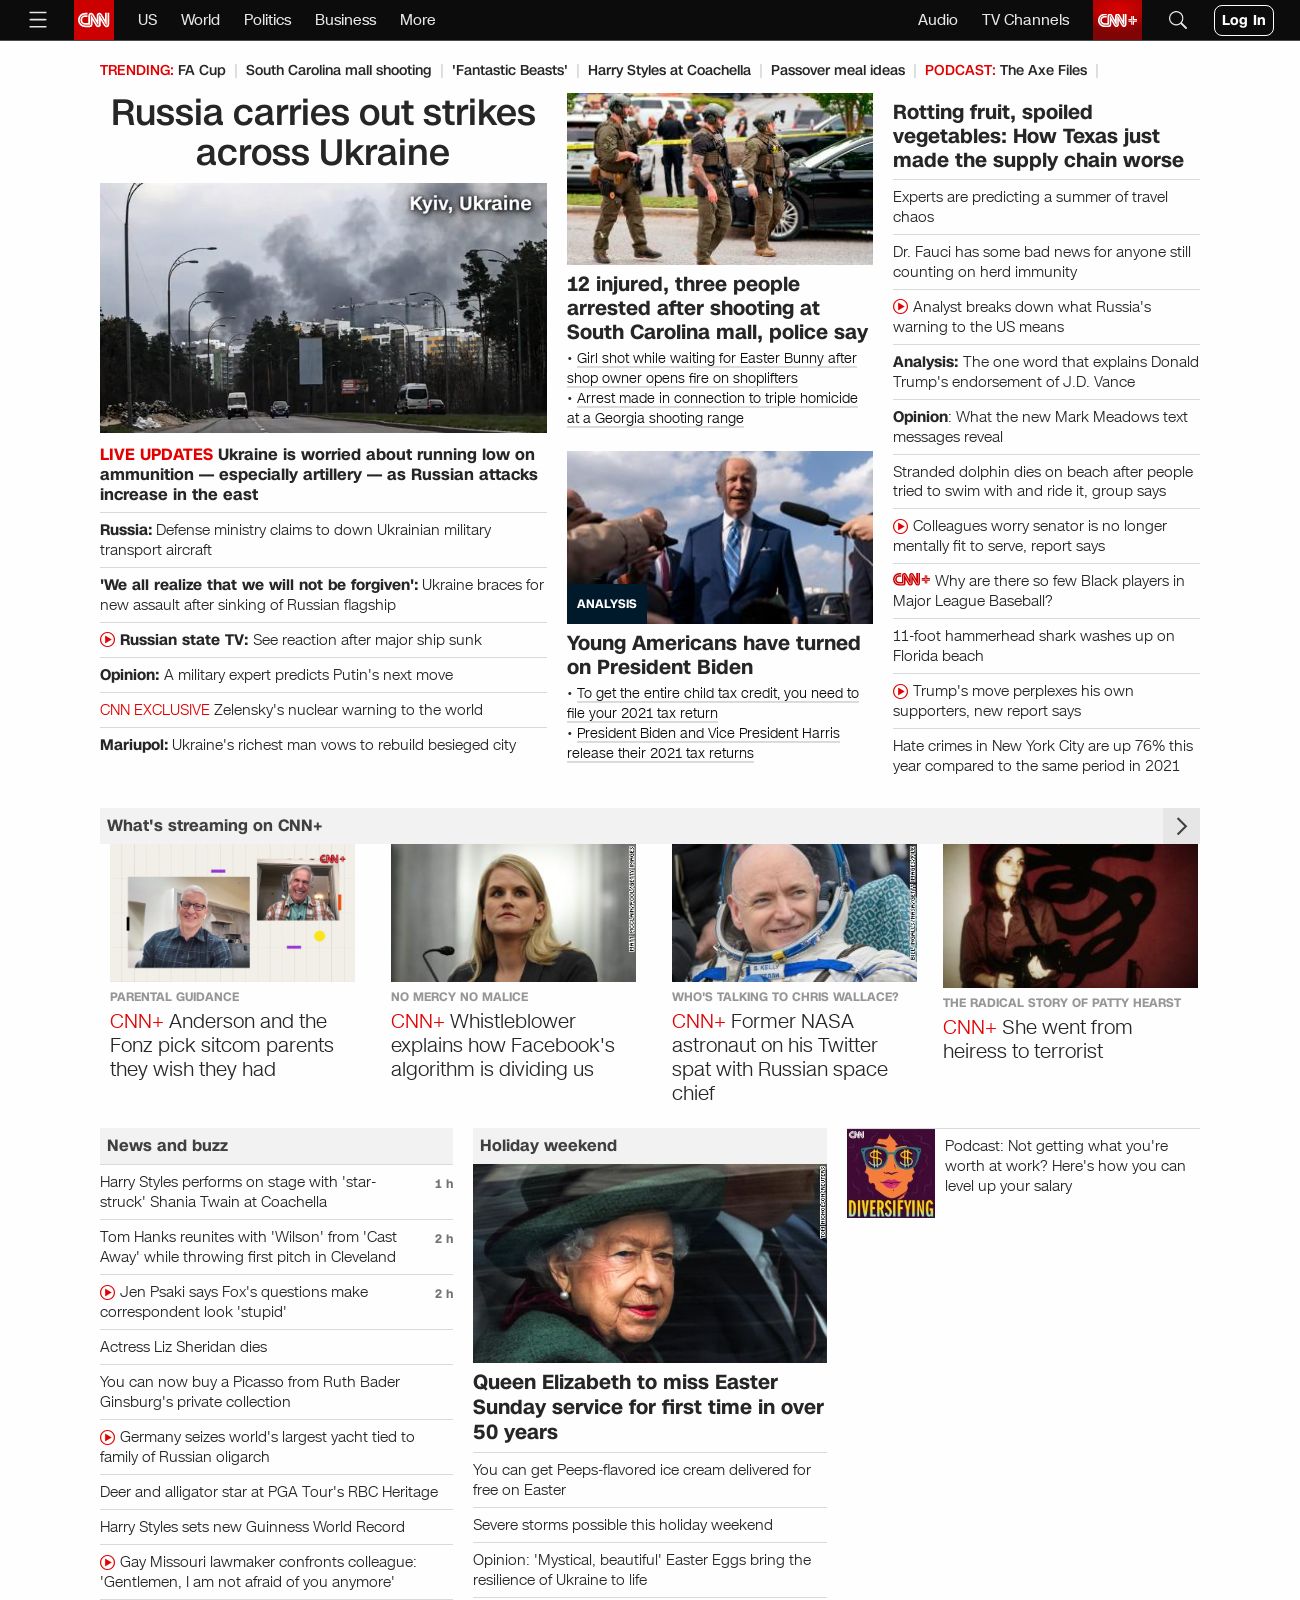 CNN
US
World
Politics
Business
More
Audio
TV Channels
CNN+
Log In
TRENDING: FA Cup
South Carolina mall shooting
'Fantastic Beasts'
Harry Styles at Coachella
Passover meal ideas
PODCAST: The Axe Files
Russia carries out strikes
across Ukraine
Kyiv, Ukraine
LIVE UPDATES Ukraine is worried about running low on
ammunition — especially artillery — as Russian attacks
increase in the east
Russia: Defense ministry claims to down Ukrainian military
transport aircraft
'We all realize that we will not be forgiven': Ukraine braces for
new assault after sinking of Russian flagship
Russian state TV: See reaction after major ship sunk
Opinion: A military expert predicts Putin's next move
CNN EXCLUSIVE Zelensky's nuclear warning to the world
Mariupol: Ukraine's richest man vows to rebuild besieged city
12 injured, three people
arrested after shooting at
South Carolina mall, police say
• Girl shot while waiting for Easter Bunny after
shop owner opens fire on shoplifters
• Arrest made in connection to triple homicide
at a Georgia shooting range
ANALYSIS
Young Americans have turned
on President Biden
• To get the entire child tax credit, you need to
file your 2021 tax return
• President Biden and Vice President Harris
release their 2021 tax returns
Rotting fruit, spoiled
vegetables: How Texas just
made the supply chain worse
Experts are predicting a summer of travel
chaos
Dr. Fauci has some bad news for anyone still
counting on herd immunity
Analyst breaks down what Russia's
warning to the US means
Analysis: The one word that explains Donald
Trump's endorsement of J.D. Vance
Opinion: What the new Mark Meadows text
messages reveal
Stranded dolphin dies on beach after people
tried to swim with and ride it, group says
Colleagues worry senator is no longer
mentally fit to serve, report says
CNN+ Why are there so few Black players in
Major League Baseball?
11-foot hammerhead shark washes up on
Florida beach
Trump's move perplexes his own
supporters, new report says
Hate crimes in New York City are up 76% this
year compared to the same period in 2021
What's streaming on CNN+
CNN+
PARENTAL GUIDANCE
CNN+ Anderson and the
Fonz pick sitcom parents
they wish they had
NO MERCY NO MALICE
CNN+ Whistleblower
explains how Facebook's
algorithm is dividing us
S. KELLY
WHO'S TALKING TO CHRIS WALLACE?
CNN+ Former NASA
astronaut on his Twitter
spat with Russian space
chief
THE RADICAL STORY OF PATTY HEARST
CNN+ She went from
heiress to terrorist
News and buzz
Harry Styles performs on stage with 'star-
struck' Shania Twain at Coachella
1 h
Tom Hanks reunites with 'Wilson' from 'Cast
Away' while throwing first pitch in Cleveland
2 h
Jen Psaki says Fox's questions make
correspondent look 'stupid'
2 h
Actress Liz Sheridan dies
You can now buy a Picasso from Ruth Bader
Ginsburg's private collection
Germany seizes world's largest yacht tied to
family of Russian oligarch
Deer and alligator star at PGA Tour's RBC Heritage
Harry Styles sets new Guinness World Record
Gay Missouri lawmaker confronts colleague:
'Gentlemen, I am not afraid of you anymore'
Holiday weekend
Queen Elizabeth to miss Easter
Sunday service for first time in over
50 years
You can get Peeps-flavored ice cream delivered for
free on Easter
Severe storms possible this holiday weekend
Opinion: 'Mystical, beautiful' Easter Eggs bring the
resilience of Ukraine to life
CNN
DIVERSIFYING
Podcast: Not getting what you're
worth at work? Here's how you can
level up your salary